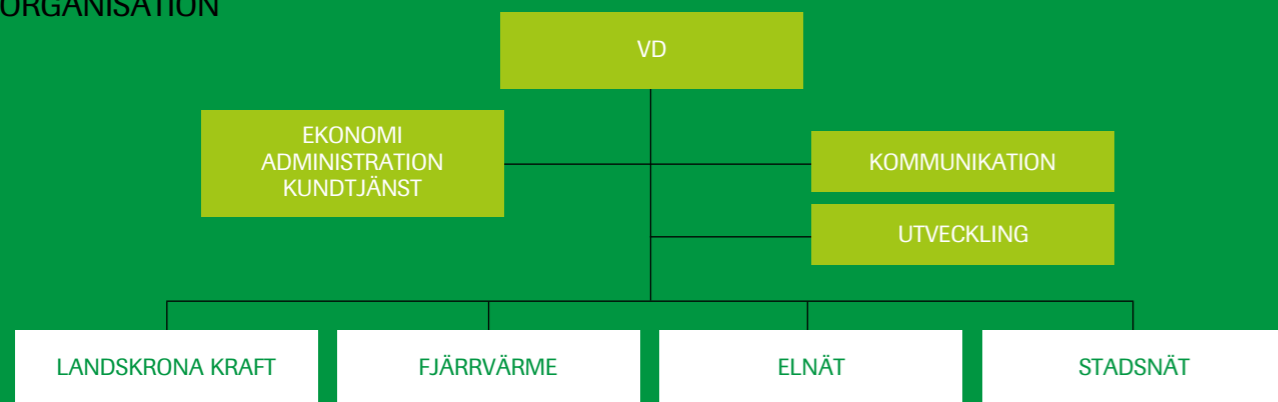 ORGANISATION
VD
EKONOMI
ADMINISTRATION
KUNDTJÄNST
KOMMUNIKATION
UTVECKLING
LANDSKRONA KRAFT
FJÄRRVÄRME
ELNÄT
STADSNÄT